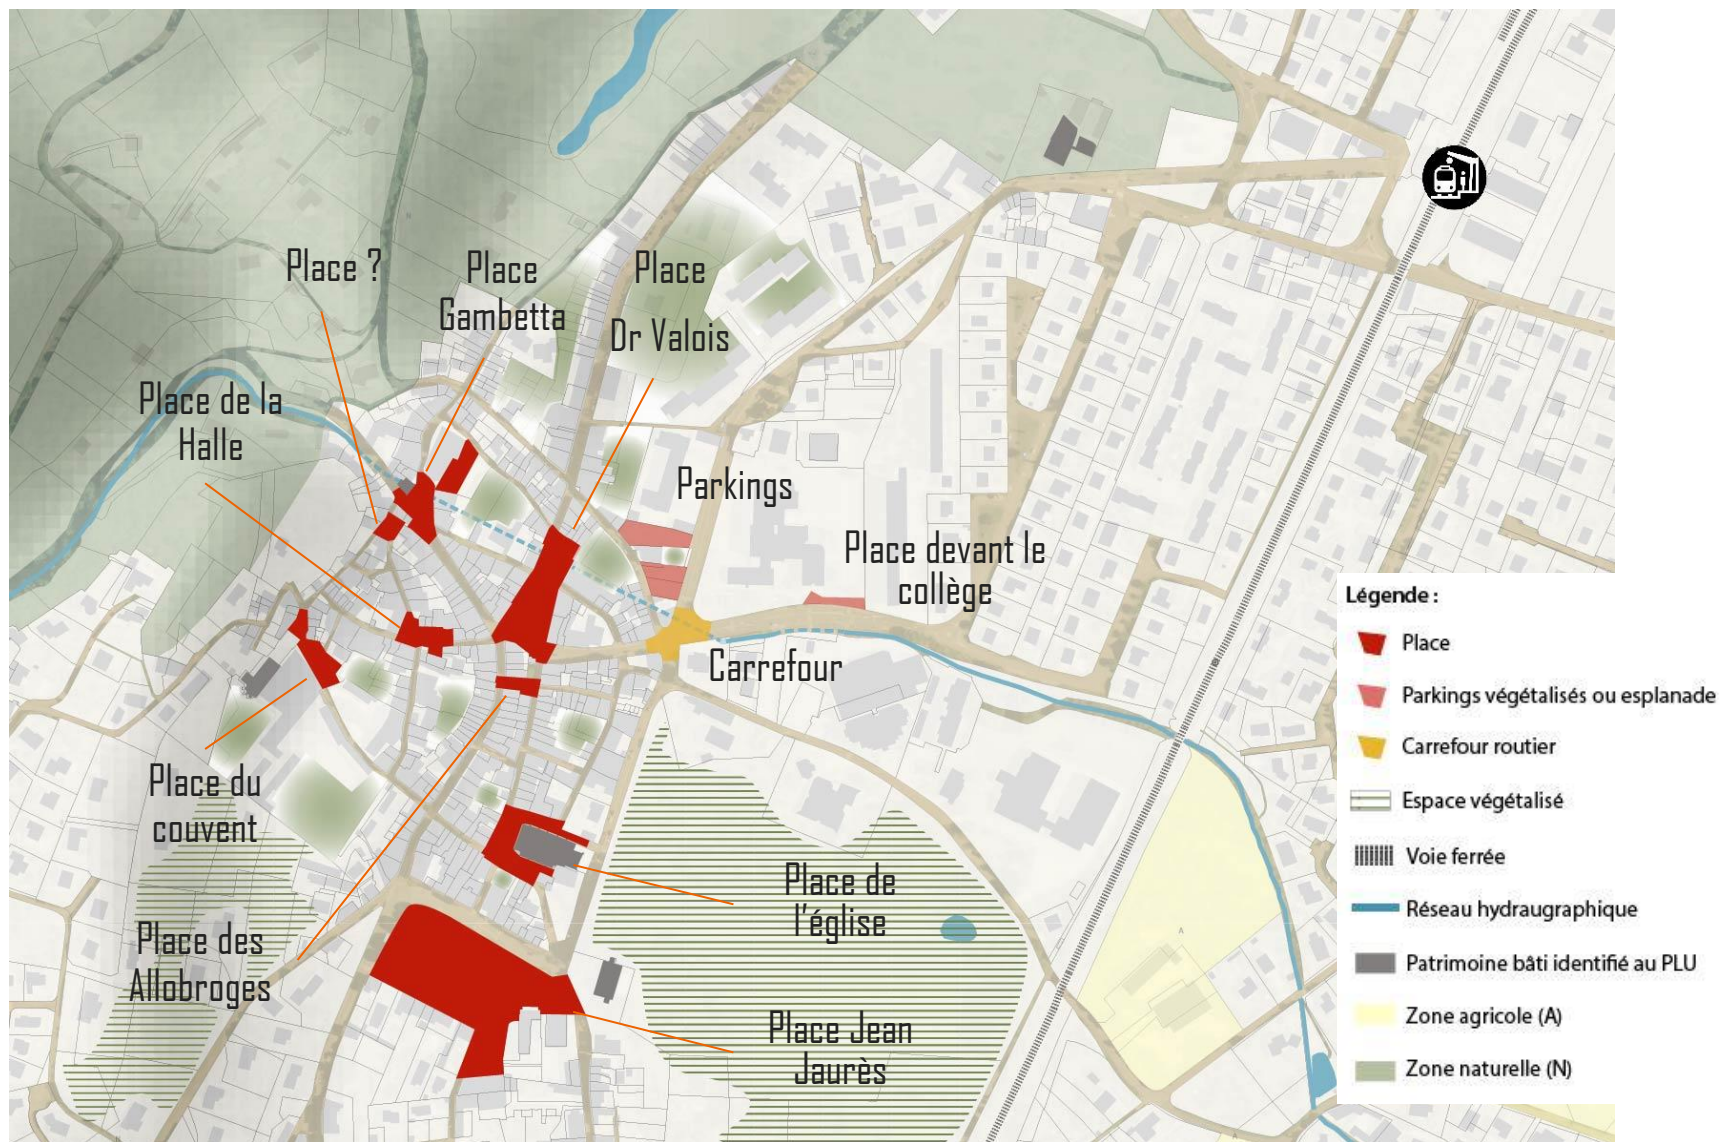 Place ?
Place
Gambetta
Place
Dr Valois
Place de la
Halle
Parkings
Place devant le
collège
Carrefour
Place du
couvent
Place de
l'église
Place des
Allobroges
Place Jean
Jaurès
Légende :
Place
Parkings végétalisés ou esplanade
Carrefour routier
Espace végétalisé
Voie ferrée
Réseau hydraugraphique
Patrimoine bâti identifié au PLU
Zone agricole (A)
Zone naturelle (N)
A
A
N